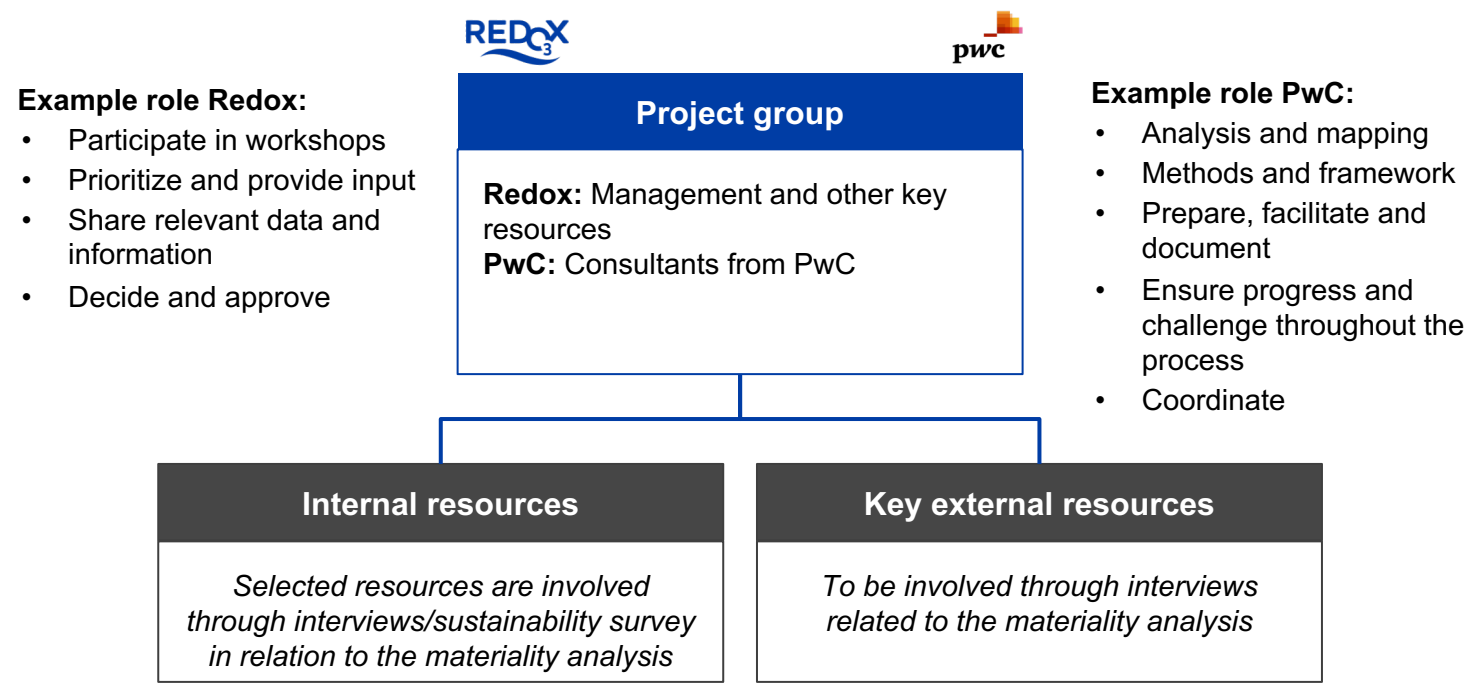 REDOX
3
pwc
Example role Redox:
• Participate in workshops
• Prioritize and provide input
• Share relevant data and
information
• Decide and approve
Project group
Redox: Management and other key
resources
PwC: Consultants from PwC
Example role PwC:
• Analysis and mapping
• Methods and framework
• Prepare, facilitate and
document
• Ensure progress and
challenge throughout the
process
• Coordinate
Internal resources
Selected resources are involved
through interviews/sustainability survey
in relation to the materiality analysis
Key external resources
To be involved through interviews
related to the materiality analysis